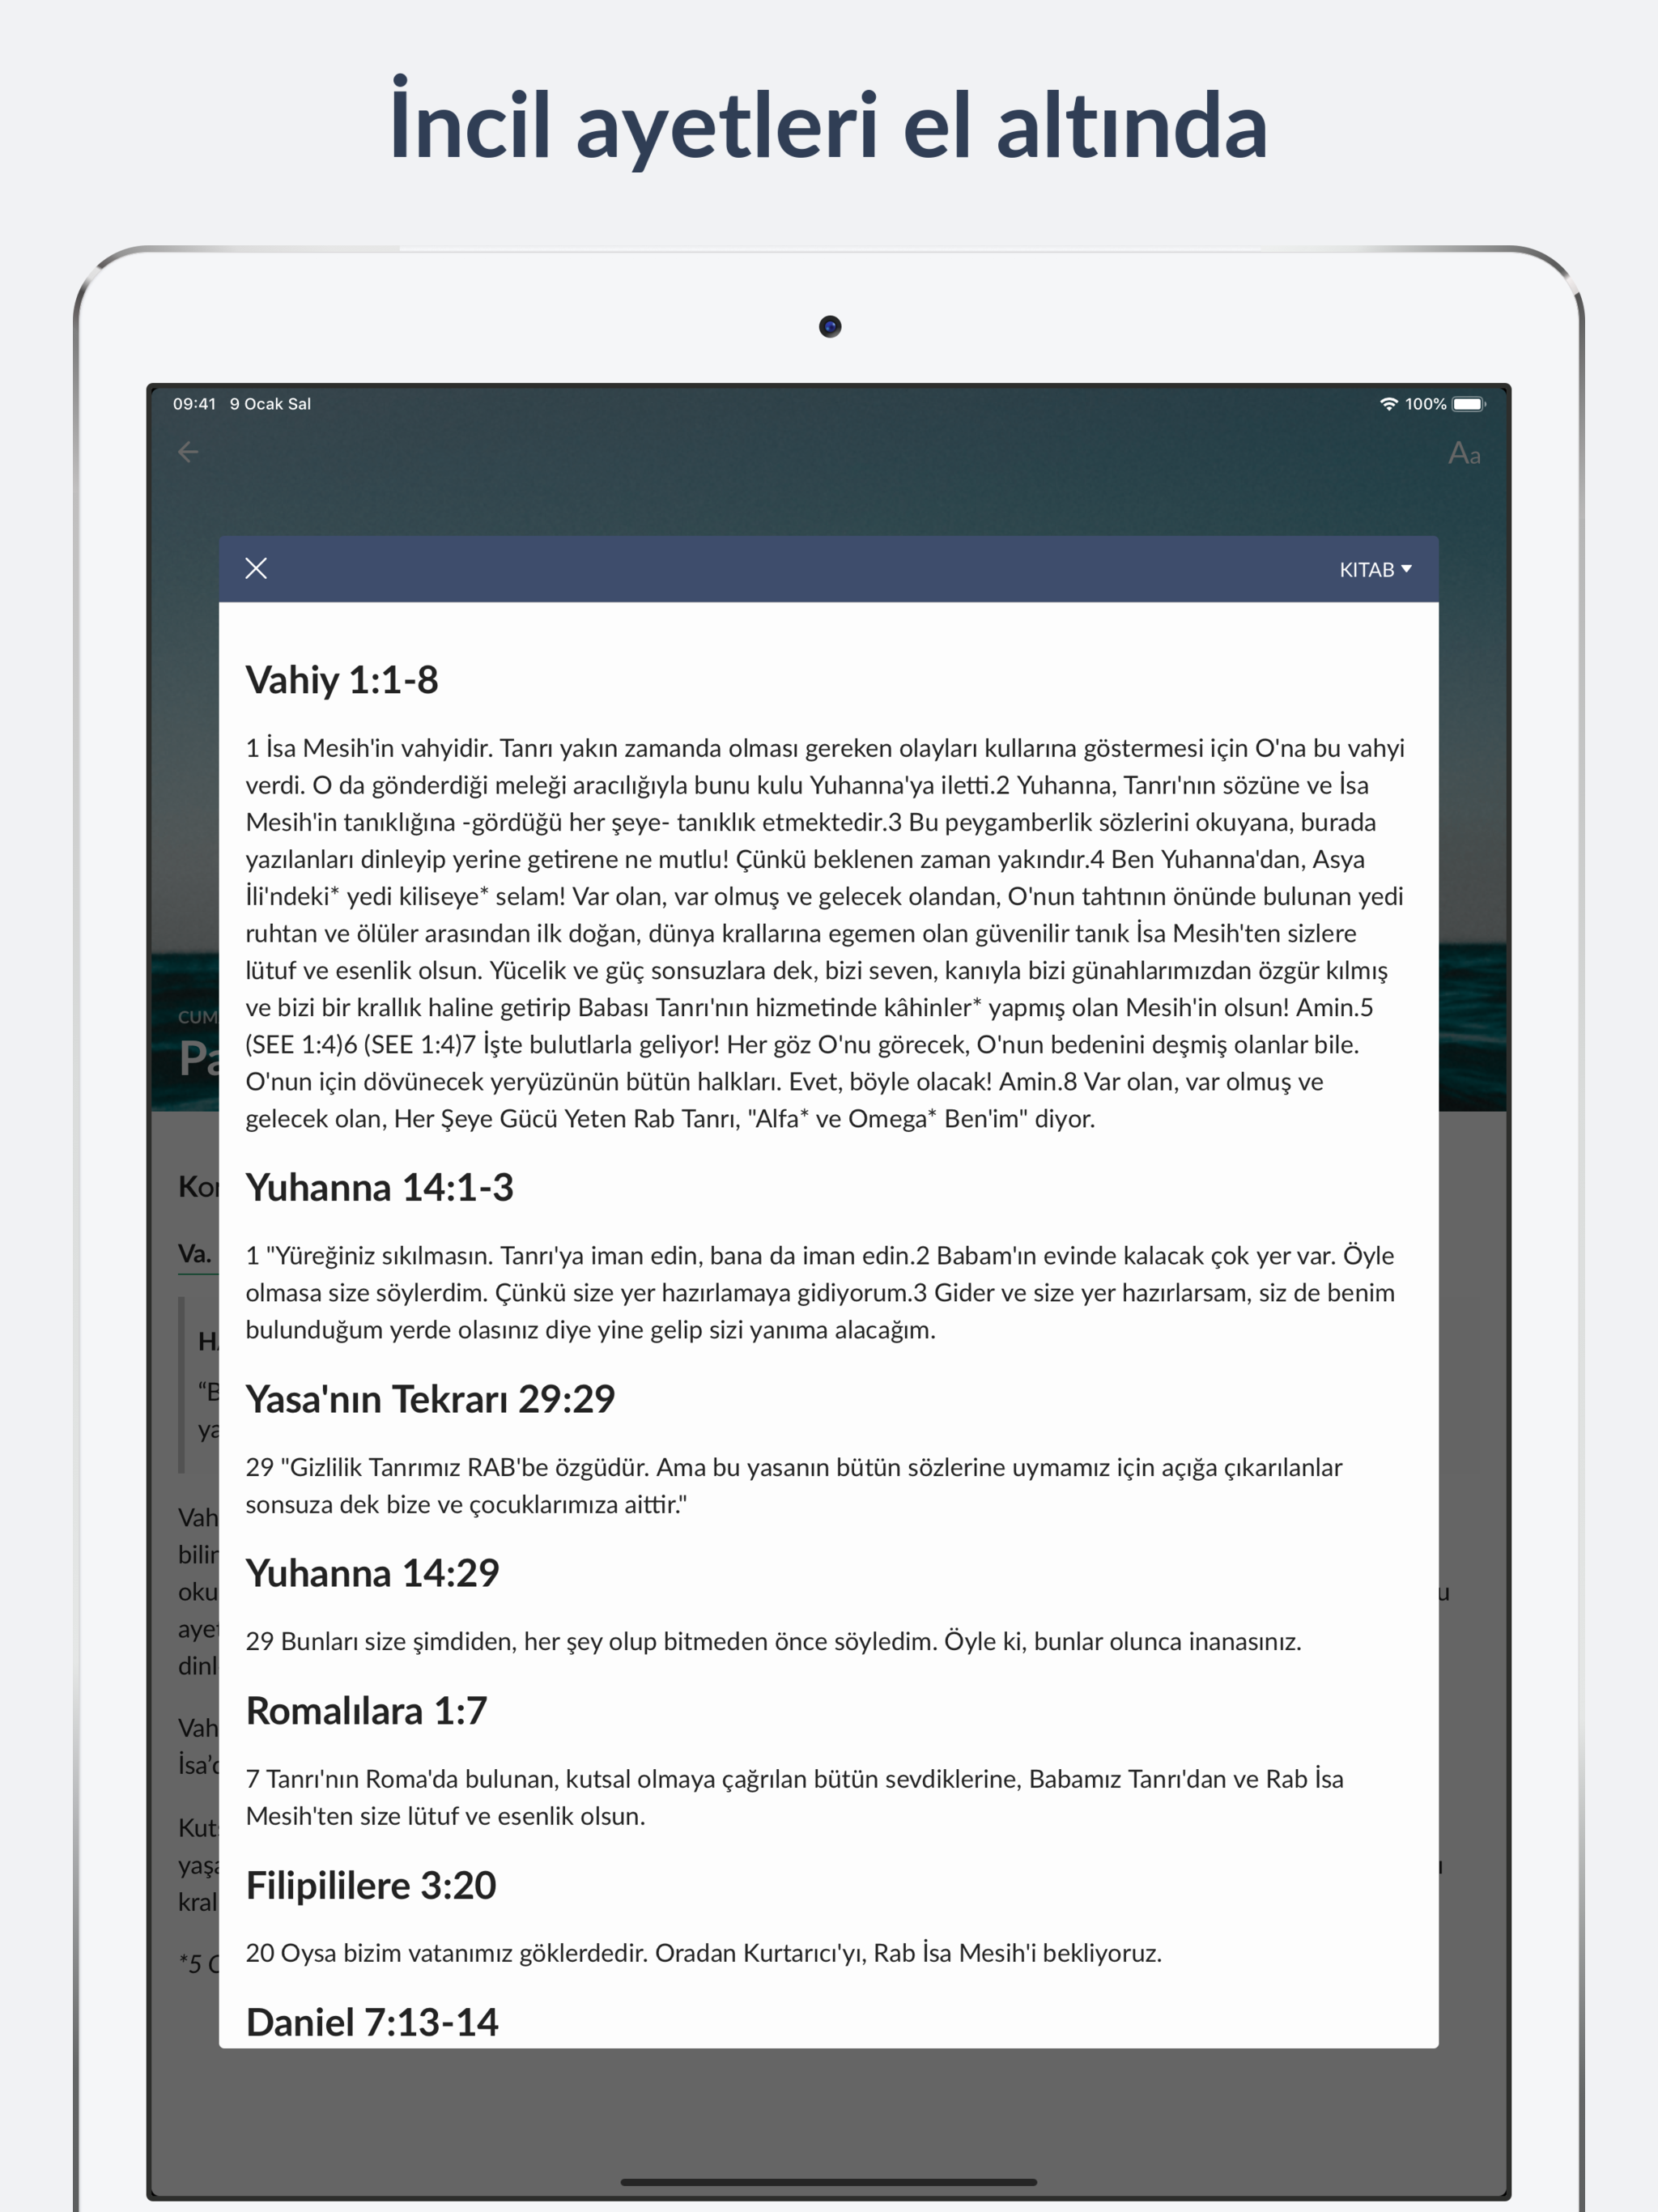 İncil ayetleri el altında
09:41 9 Ocak Sal
100%
Aa
KITAB
Vahiy 1:1-8
1 İsa Mesih'in vahyidir. Tanrı yakın zamanda olması gereken olayları kullarına göstermesi için O'na bu vahyi
verdi. O da gönderdiği meleği aracılığıyla bunu kulu Yuhanna'ya iletti.2 Yuhanna, Tanrı'nın sözüne ve İsa
Mesih'in tanıklığına -gördüğü her şeye- tanıklık etmektedir.3 Bu peygamberlik sözlerini okuyana, burada
yazılanları dinleyip yerine getirene ne mutlu! Çünkü beklenen zaman yakındır.4 Ben Yuhanna'dan, Asya
İli'ndeki* yedi kiliseye* selam! Var olan, var olmuş ve gelecek olandan, O'nun tahtının önünde bulunan yedi
ruhtan ve ölüler arasından ilk doğan, dünya krallarına egemen olan güvenilir tanık İsa Mesih'ten sizlere
lütuf ve esenlik olsun. Yücelik ve güç sonsuzlara dek, bizi seven, kanıyla bizi günahlarımızdan özgür kılmış
ve bizi bir krallık haline getirip Babası Tanrı'nın hizmetinde kâhinler* yapmış olan Mesih'in olsun! Amin.5
(SEE 1:4)6 (SEE 1:4)7 İşte bulutlarla geliyor! Her göz O'nu görecek, O'nun bedenini deşmiş olanlar bile.
O'nun için dövünecek yeryüzünün bütün halkları. Evet, böyle olacak! Amin.8 Var olan, var olmuş ve
gelecek olan, Her Şeye Gücü Yeten Rab Tanrı, "Alfa* ve Omega* Ben'im" diyor.
Yuhanna 14:1-3
1 "Yüreğiniz sıkılmasın. Tanrı'ya iman edin, bana da iman edin.2 Babam'ın evinde kalacak çok yer var. Öyle
olmasa size söylerdim. Çünkü size yer hazırlamaya gidiyorum.3 Gider ve size yer hazırlarsam, siz de benim
bulunduğum yerde olasınız diye yine gelip sizi yanıma alacağım.
Yasa'nın Tekrarı 29:29
29 "Gizlilik Tanrımız RAB'be özgüdür. Ama bu yasanın bütün sözlerine uymamız için açığa çıkarılanlar
sonsuza dek bize ve çocuklarımıza aittir."
Yuhanna 14:29
29 Bunları size şimdiden, her şey olup bitmeden önce söyledim. Öyle ki, bunlar olunca inanasınız.
Romalılara 1:7
7 Tanrı'nın Roma'da bulunan, kutsal olmaya çağrılan bütün sevdiklerine, Babamız Tanrı'dan ve Rab İsa
Mesih'ten size lütuf ve esenlik olsun.
Filipililere 3:20
20 Oysa bizim vatanımız göklerdedir. Oradan Kurtarıcı'yı, Rab İsa Mesih'i bekliyoruz.
Daniel 7:13-14
Va.